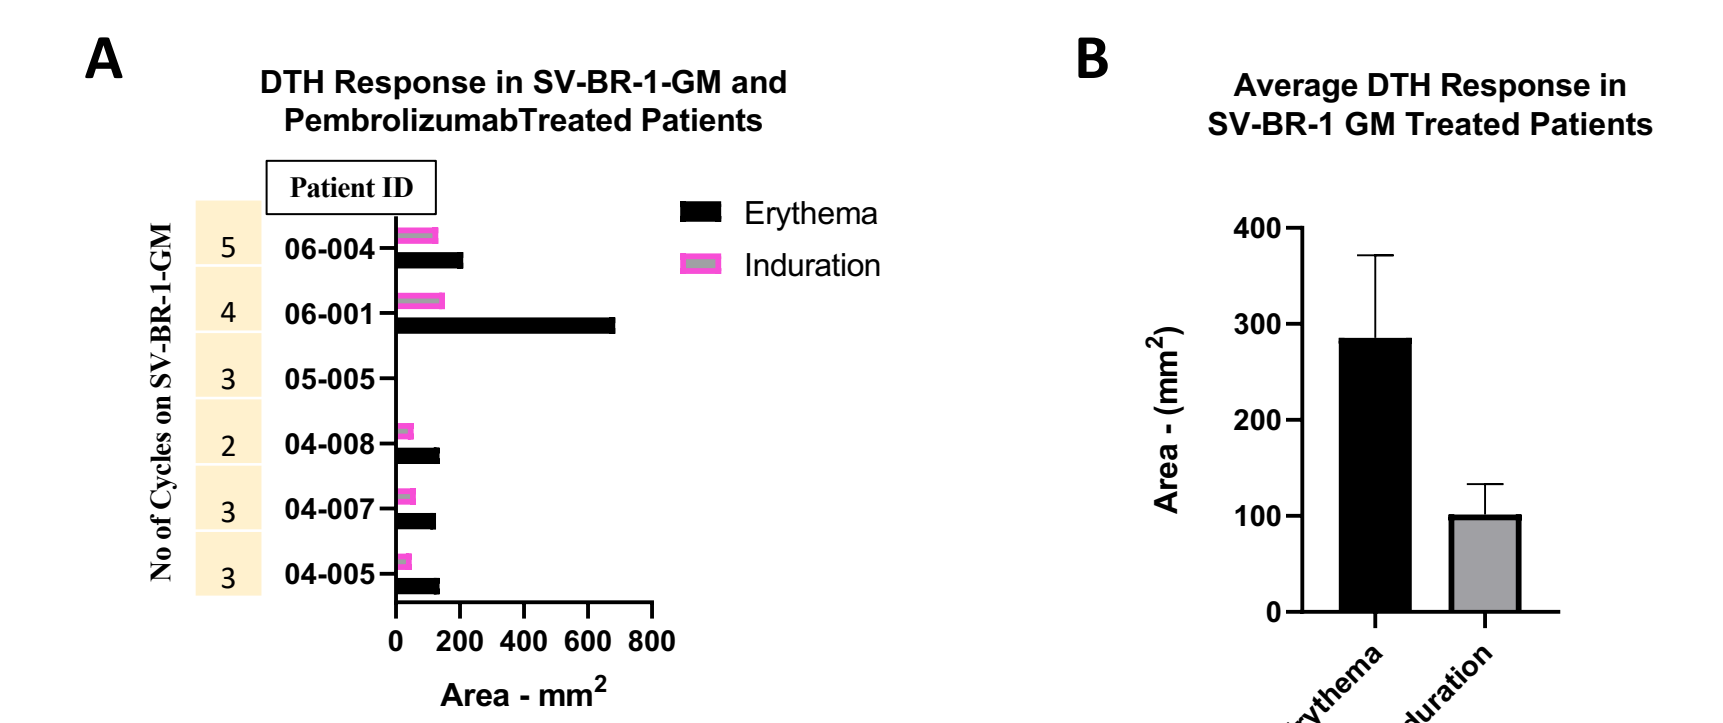 A
DTH Response in SV-BR-1-GM and
PembrolizumabTreated Patients
Patient ID
No of Cycles on SV-BR-1-GM
5 06-004
4 06-001
3 05-005
2 04-008
3 04-007
3 04-005
0 200 400 600 800
Area - mm²
Erythema
Induration
B
Average DTH Response in
SV-BR-1 GM Treated Patients
Area - (mm²)
400
300
200
100
0